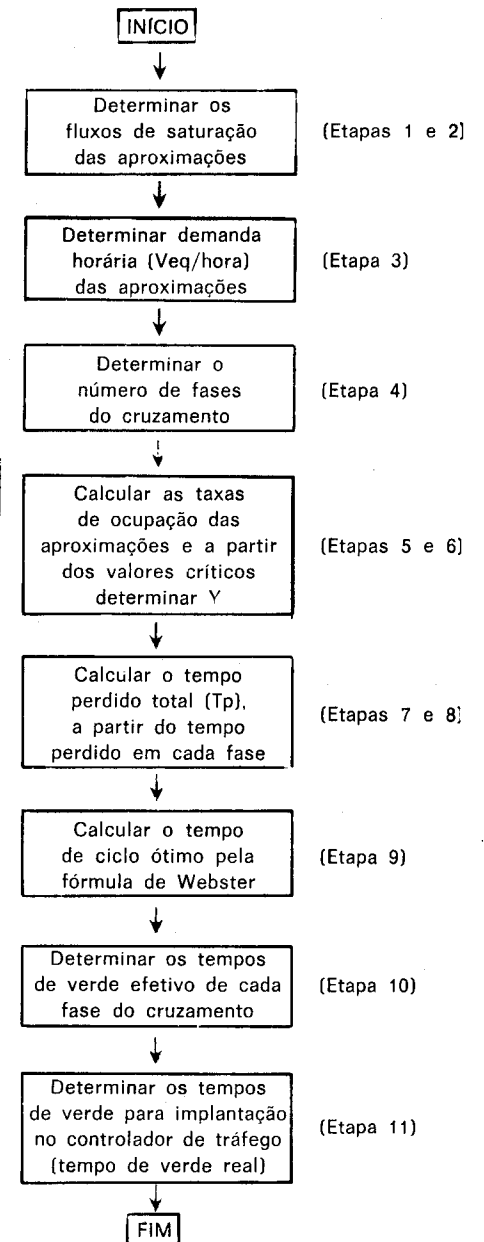 INÍCIO
Determinar os
fluxos de saturação
das aproximações
(Etapas 1 e 2)
Determinar demanda
horária (Veq/hora)
das aproximações
(Etapa 3)
Determinar o
número de fases
do cruzamento
(Etapa 4)
Calcular as taxas
de ocupação das
aproximações e a partir
dos valores críticos
determinar Y
(Etapas 5 e 6)
Calcular o tempo
perdido total (Tp),
a partir do tempo
perdido em cada fase
(Etapas 7 e 8)
Calcular o tempo
de ciclo ótimo pela
fórmula de Webster
(Etapa 9)
Determinar os tempos
de verde efetivo de cada
fase do cruzamento
(Etapa 10)
Determinar os tempos
de verde para implantação
no controlador de tráfego
(tempo de verde real)
(Etapa 11)
FIM